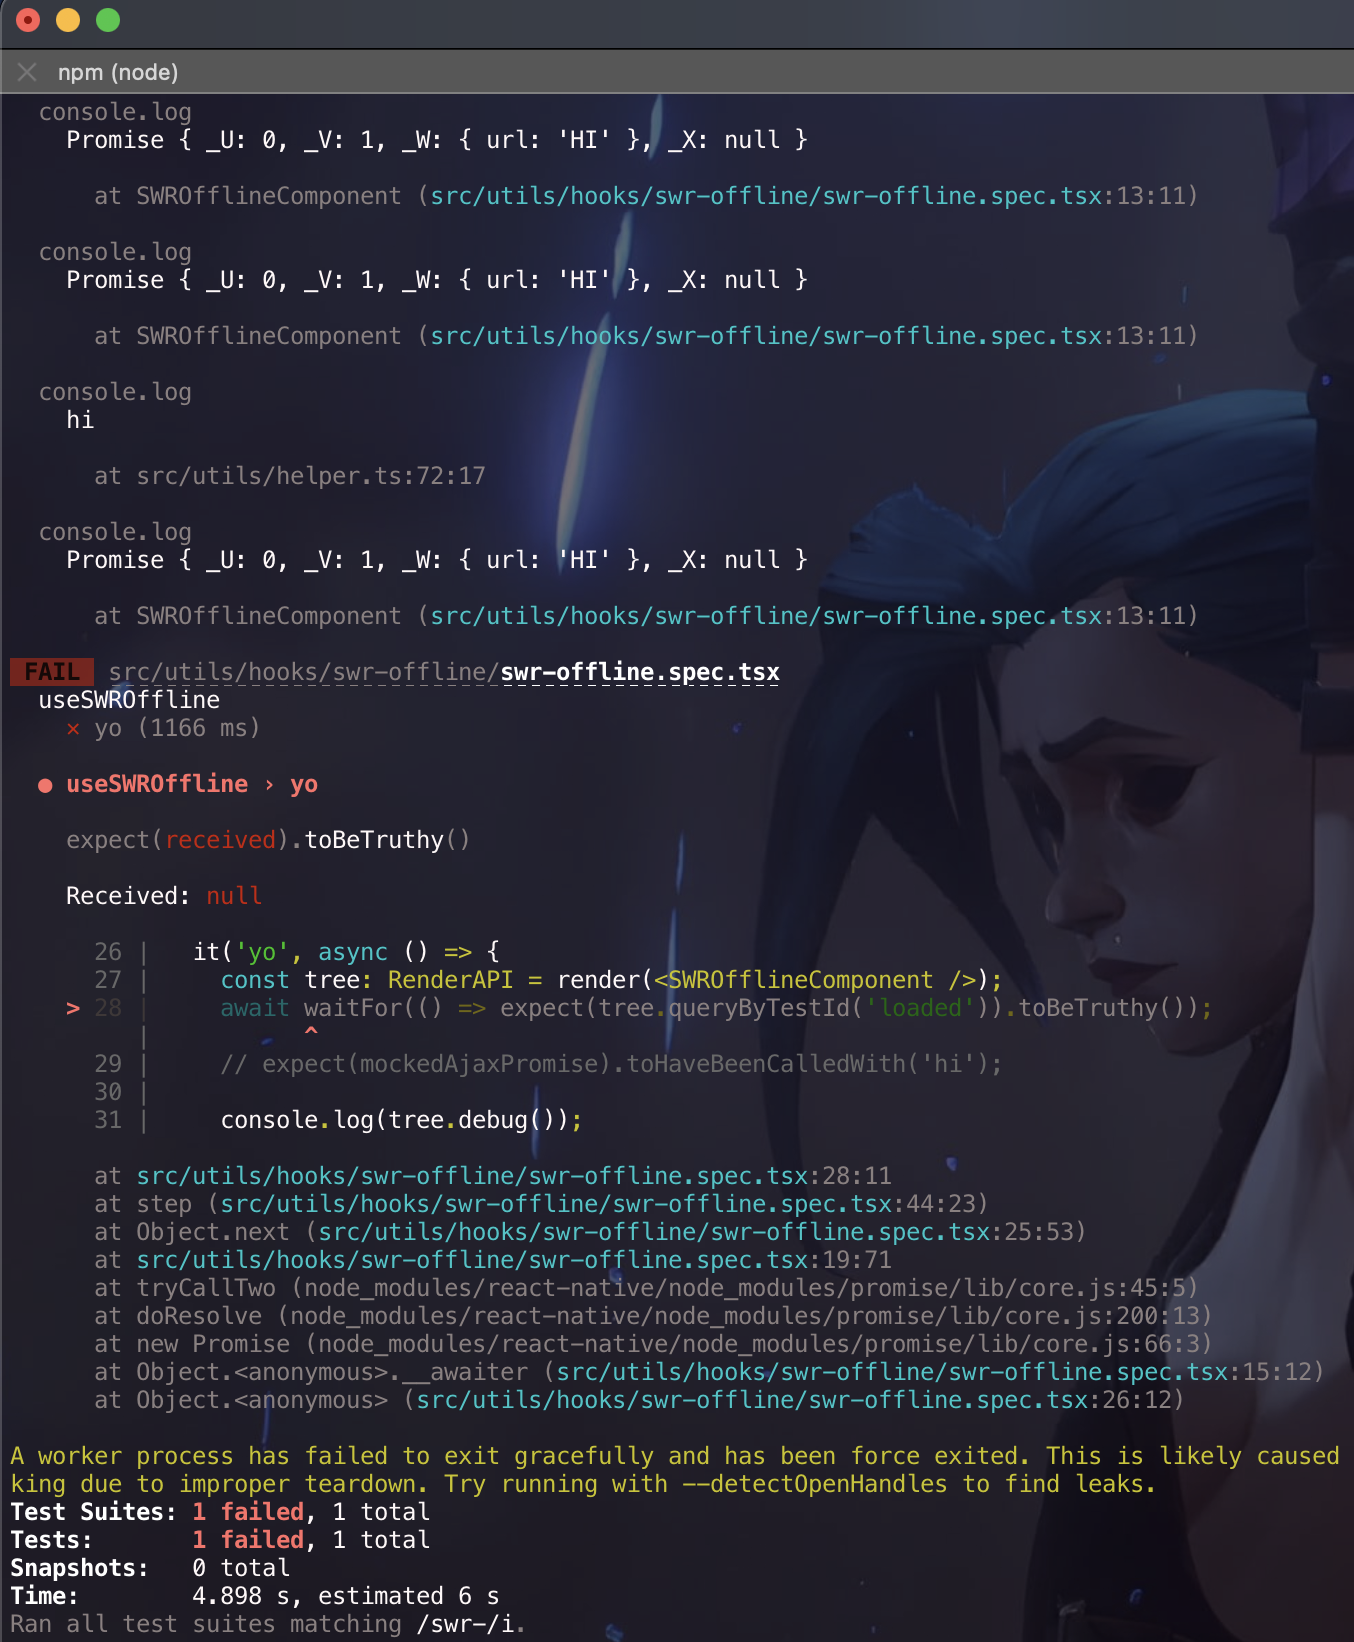 npm (node)
console.log
Promise { _U: 0, _V: 1, _W: { url: 'HI' }, _X: null }
at SWROfflineComponent (src/utils/hooks/swr-offline/swr-offline.spec.tsx:13:11)
console.log
Promise { _U: 0, _V: 1, _W: { url: 'HI' }, _X: null }
at SWROfflineComponent (src/utils/hooks/swr-offline/swr-offline.spec.tsx:13:11)
console.log
hi
at src/utils/helper.ts:72:17
console.log
Promise { _U: 0, _V: 1, _W: { url: 'HI' }, _X: null }
at SWROfflineComponent (src/utils/hooks/swr-offline/swr-offline.spec.tsx:13:11)
FAIL src/utils/hooks/swr-offline/swr-offline.spec.tsx
useSWROffline
✕ yo (1166 ms)
● useSWROffline › yo
expect(received).toBeTruthy()
Received: null
26 | it('yo', async () => {
27 | const tree: RenderAPI = render(<SWROfflineComponent />);
> 28 | await waitFor(() => expect(tree.queryByTestId('loaded')).toBeTruthy());
| ^
29 | // expect(mockedAjaxPromise).toHaveBeenCalledWith('hi');
30 |
31 | console.log(tree.debug());
at src/utils/hooks/swr-offline/swr-offline.spec.tsx:28:11
at step (src/utils/hooks/swr-offline/swr-offline.spec.tsx:44:23)
at Object.next (src/utils/hooks/swr-offline/swr-offline.spec.tsx:25:53)
at src/utils/hooks/swr-offline/swr-offline.spec.tsx:19:71
at tryCallTwo (node_modules/react-native/node_modules/promise/lib/core.js:45:5)
at doResolve (node_modules/react-native/node_modules/promise/lib/core.js:200:13)
at new Promise (node_modules/react-native/node_modules/promise/lib/core.js:66:3)
at Object.<anonymous>.__awaiter (src/utils/hooks/swr-offline/swr-offline.spec.tsx:15:12)
at Object.<anonymous> (src/utils/hooks/swr-offline/swr-offline.spec.tsx:26:12)
A worker process has failed to exit gracefully and has been force exited. This is likely caused
king due to improper teardown. Try running with --detectOpenHandles to find leaks.
Test Suites: 1 failed, 1 total
Tests: 1 failed, 1 total
Snapshots: 0 total
Time: 4.898 s, estimated 6 s
Ran all test suites matching /swr-/i.